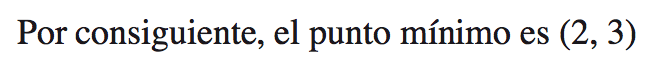 Por consiguiente, el punto mínimo es (2, 3)